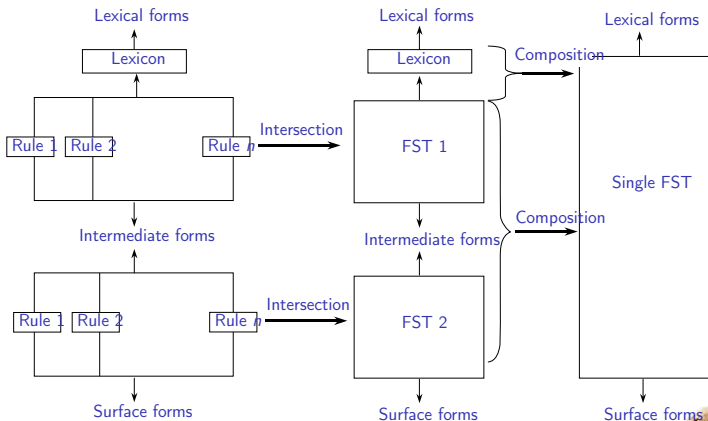 Lexical forms
Lexicon
Rule 1
Rule 2
Rule n
Intermediate forms
Rule 1
Rule 2
Rule n
Surface forms
Intersection
Intersection
Lexical forms
Lexicon
FST 1
Intermediate forms
FST 2
Surface forms
Composition
Composition
Lexical forms
Single FST
Surface forms